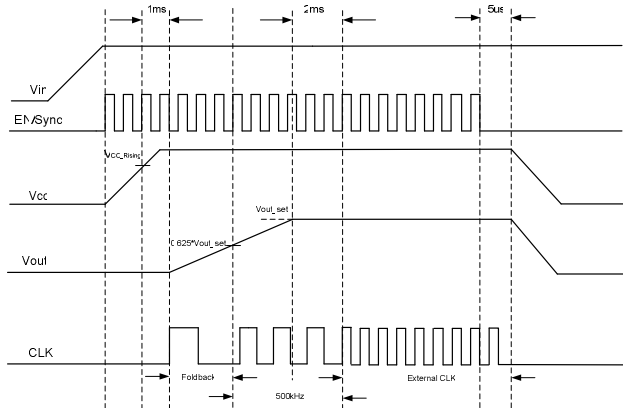 1ms
2ms
5us
Vin
EN/Sync
VCC_Rising
Vcc
Vout_set
0.625*Vout_set
Vout
CLK
Foldback
External CLK
500kHz